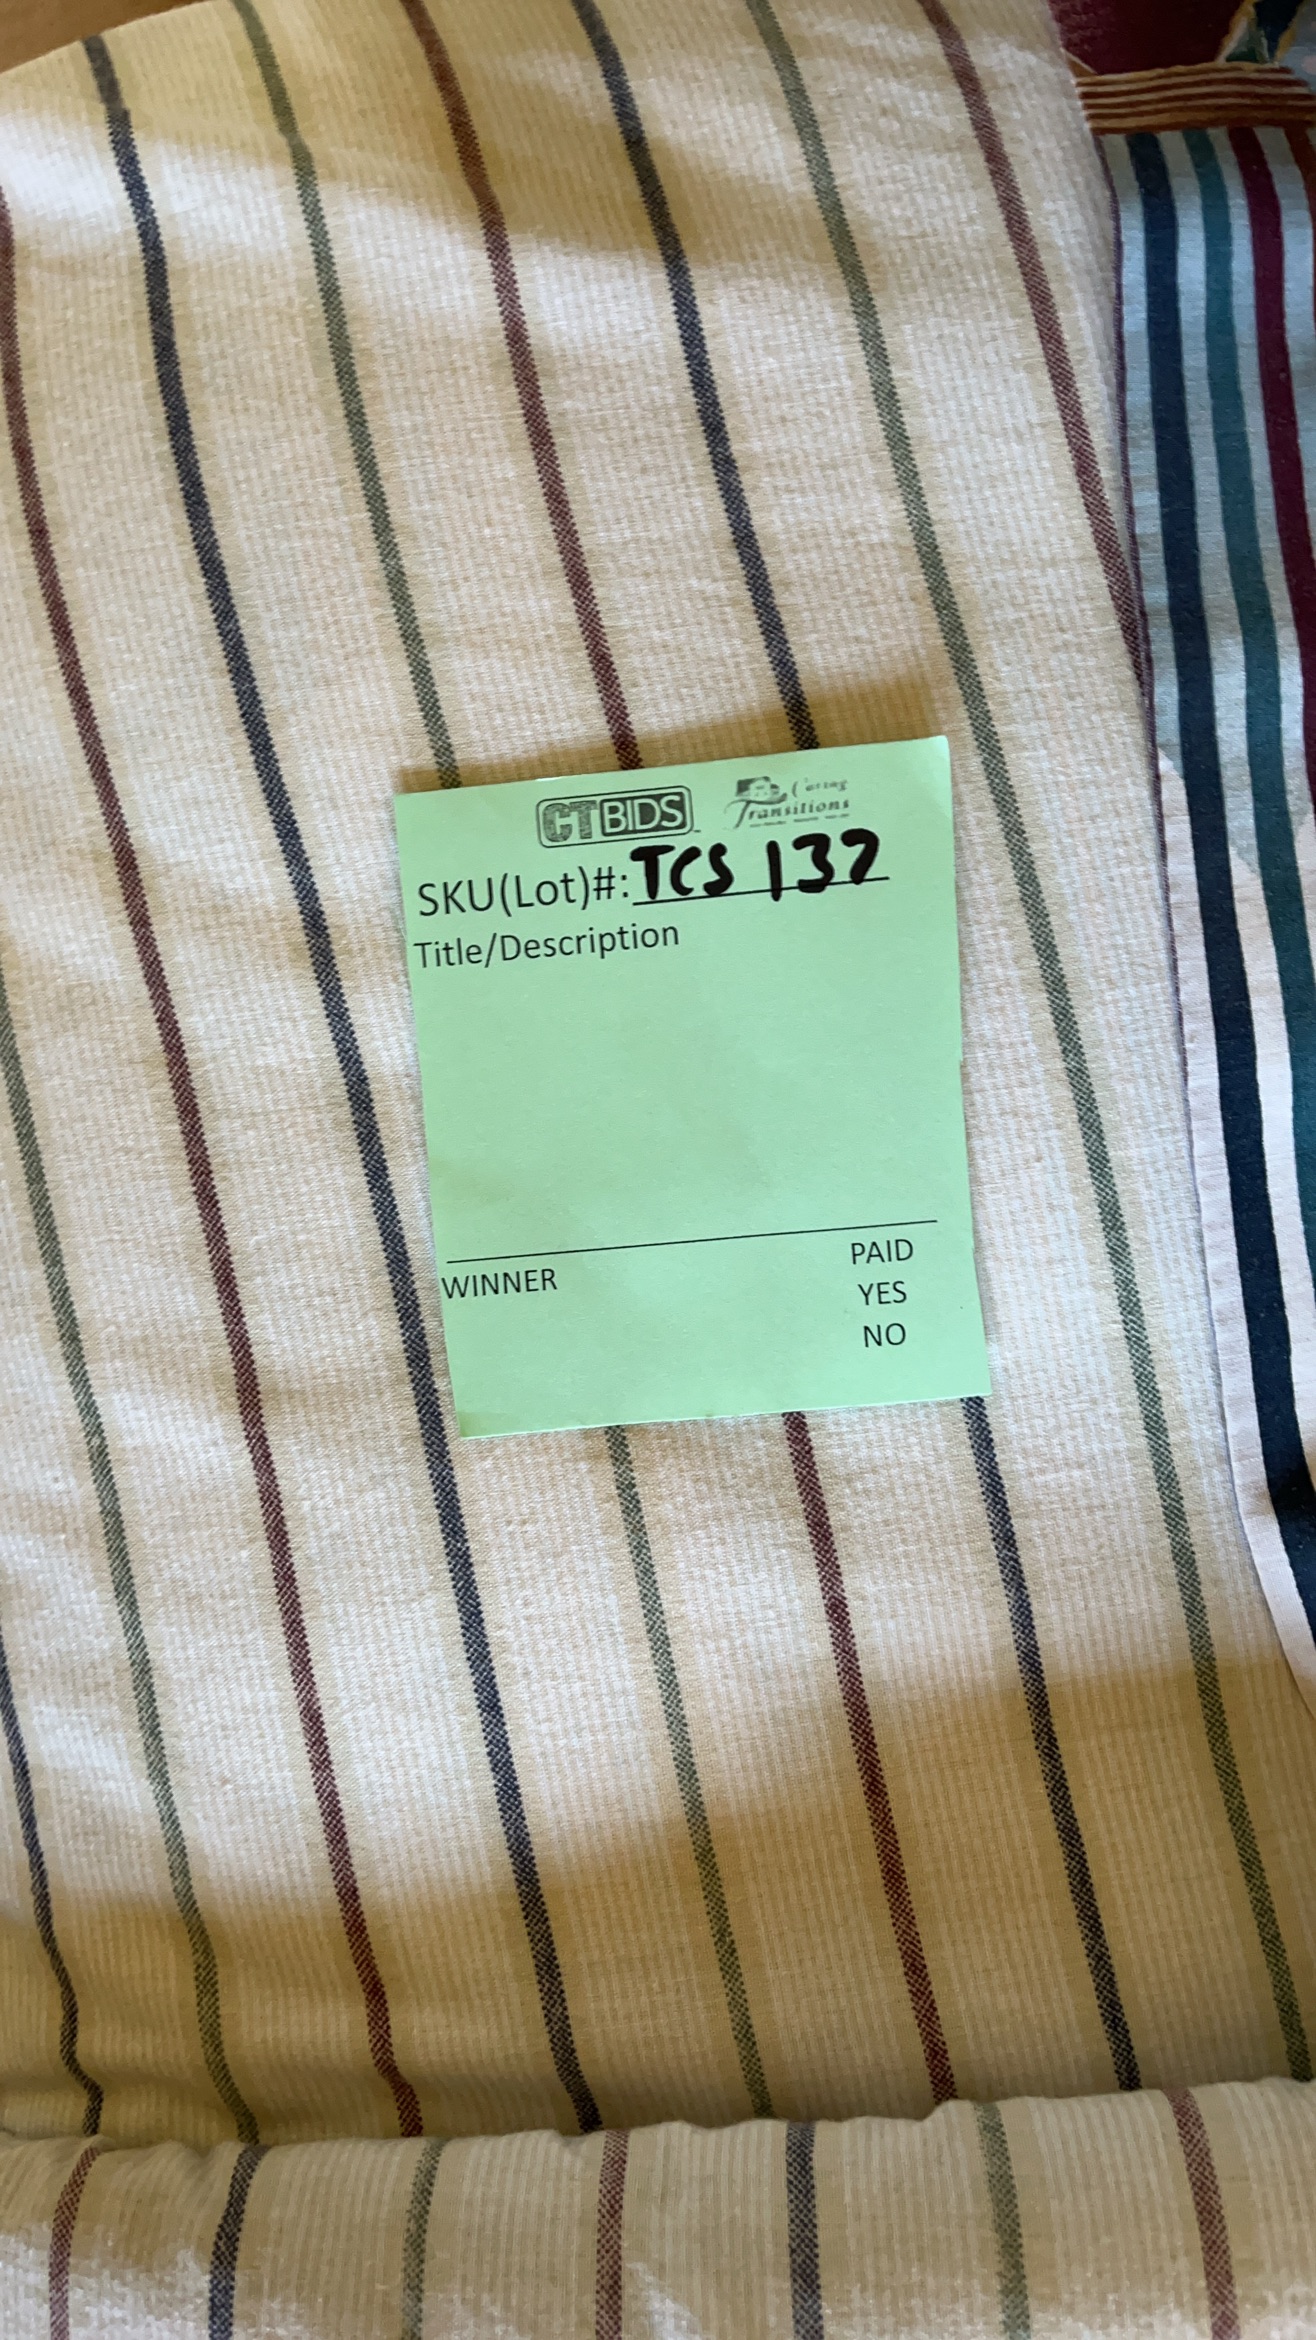 CTBIDS
Caring
Transitions
SKU(Lot)#: TCS 137
Title/Description
WINNER
PAID
YES
NO